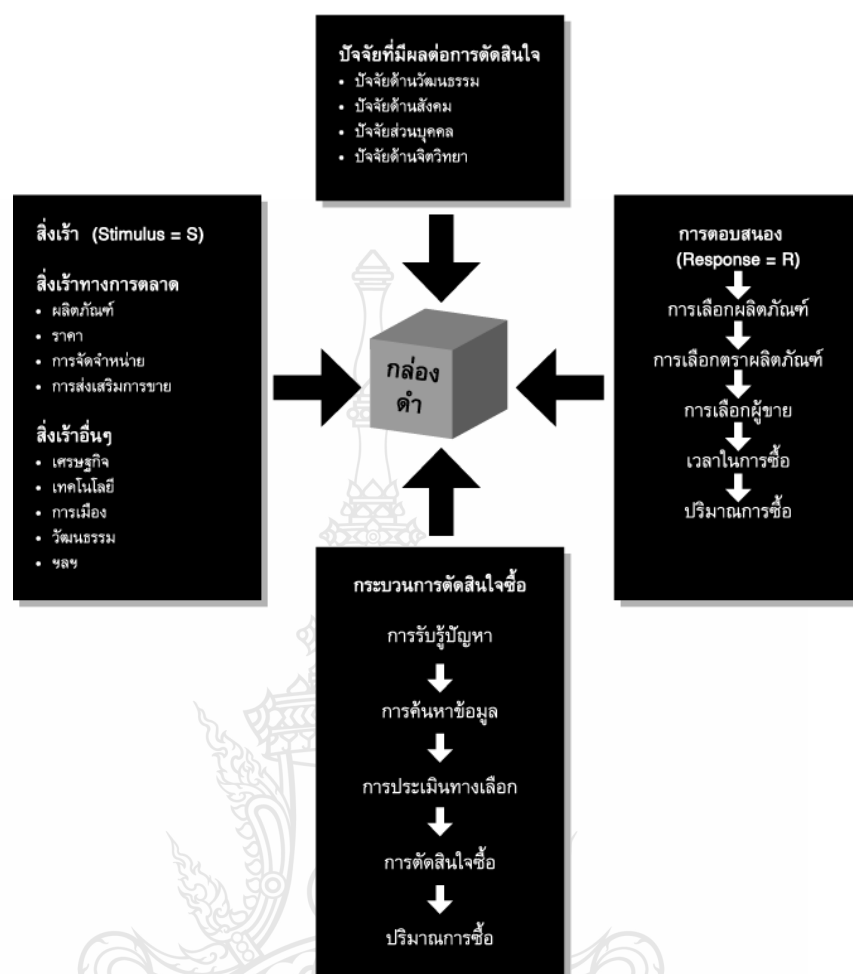 ปัจจัยที่มีผลต่อการตัดสินใจ
• ปัจจัยด้านวัฒนธรรม
• ปัจจัยด้านสังคม
• ปัจจัยส่วนบุคคล
• ปัจจัยด้านจิตวิทยา
สิ่งเร้า (Stimulus = S)
สิ่งเร้าทางการตลาด
• ผลิตภัณฑ์
• ราคา
• การจัดจำหน่าย
• การส่งเสริมการขาย
สิ่งเร้าอื่นๆ
• เศรษฐกิจ
• เทคโนโลยี
• การเมือง
• วัฒนธรรม
• ฯลฯ
กล่อง
ดำ
การตอบสนอง
(Response = R)
การเลือกผลิตภัณฑ์
การเลือกตราผลิตภัณฑ์
การเลือกผู้ขาย
เวลาในการซื้อ
ปริมาณการซื้อ
กระบวนการตัดสินใจซื้อ
การรับรู้ปัญหา
การค้นหาข้อมูล
การประเมินทางเลือก
การตัดสินใจซื้อ
ปริมาณการซื้อ